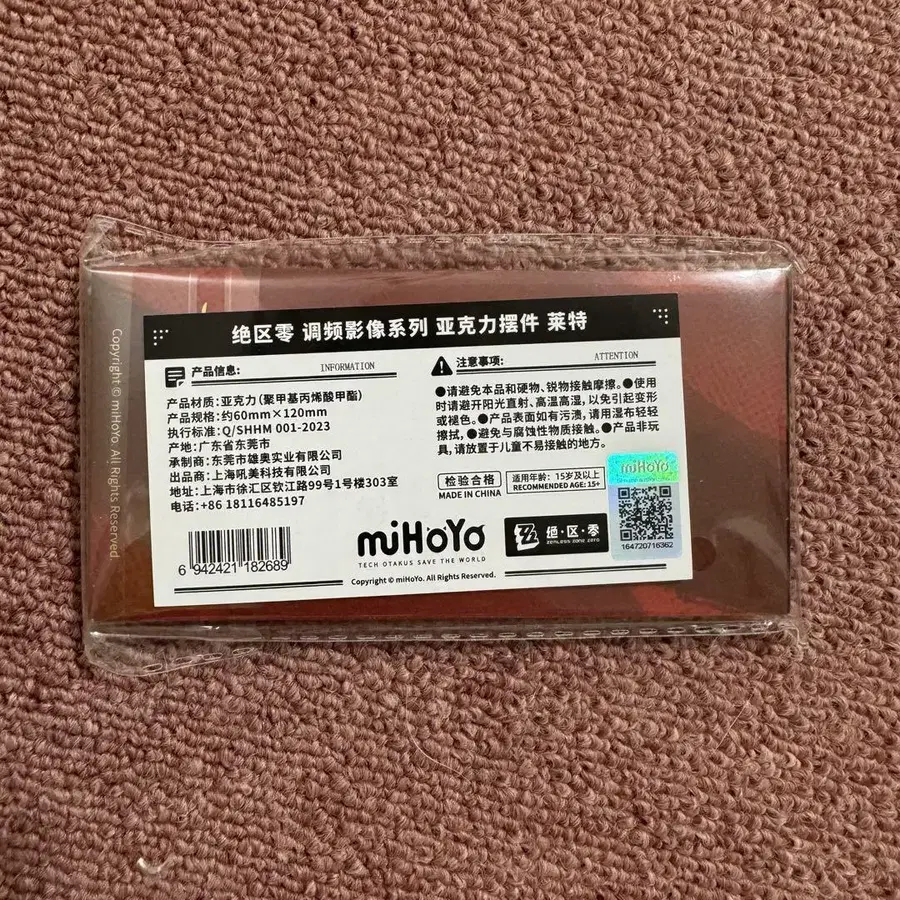 绝区零 调频影像系列 亚克力摆件 莱特
产品信息: INFORMATION
产品材质: 亚克力 (聚甲基丙烯酸甲酯)
产品规格: 约60mm×120mm
执行标准: Q/SHHM 001-2023
产地: 广东省东莞市
承制商: 东莞市雄奥实业有限公司
出品商: 上海吼美科技有限公司
地址: 上海市徐汇区钦江路99号1号楼303室
电话: +86 18116485197
6 942421 182689
注意事项: ATTENTION
●请避免本品和硬物、锐物接触摩擦。●使用
时请避开阳光直射、高温高湿, 以免引起变形
或褪色。●产品表面如有污渍, 请用湿布轻轻
擦拭, ●避免与腐蚀性物质接触。●产品非玩
具, 请放置于儿童不易接触的地方。
检验合格
MADE IN CHINA
适用年龄: 15岁及以上
RECOMMENDED AGE: 15+
miHoYo
TECH OTAKUS SAVE THE WORLD
绝·区·零
ZENLESS ZONE ZERO
Copyright © miHoYo. All Rights Reserved.
miHoYo
164720716362
Copyright © miHoYo. All Rights Reserved